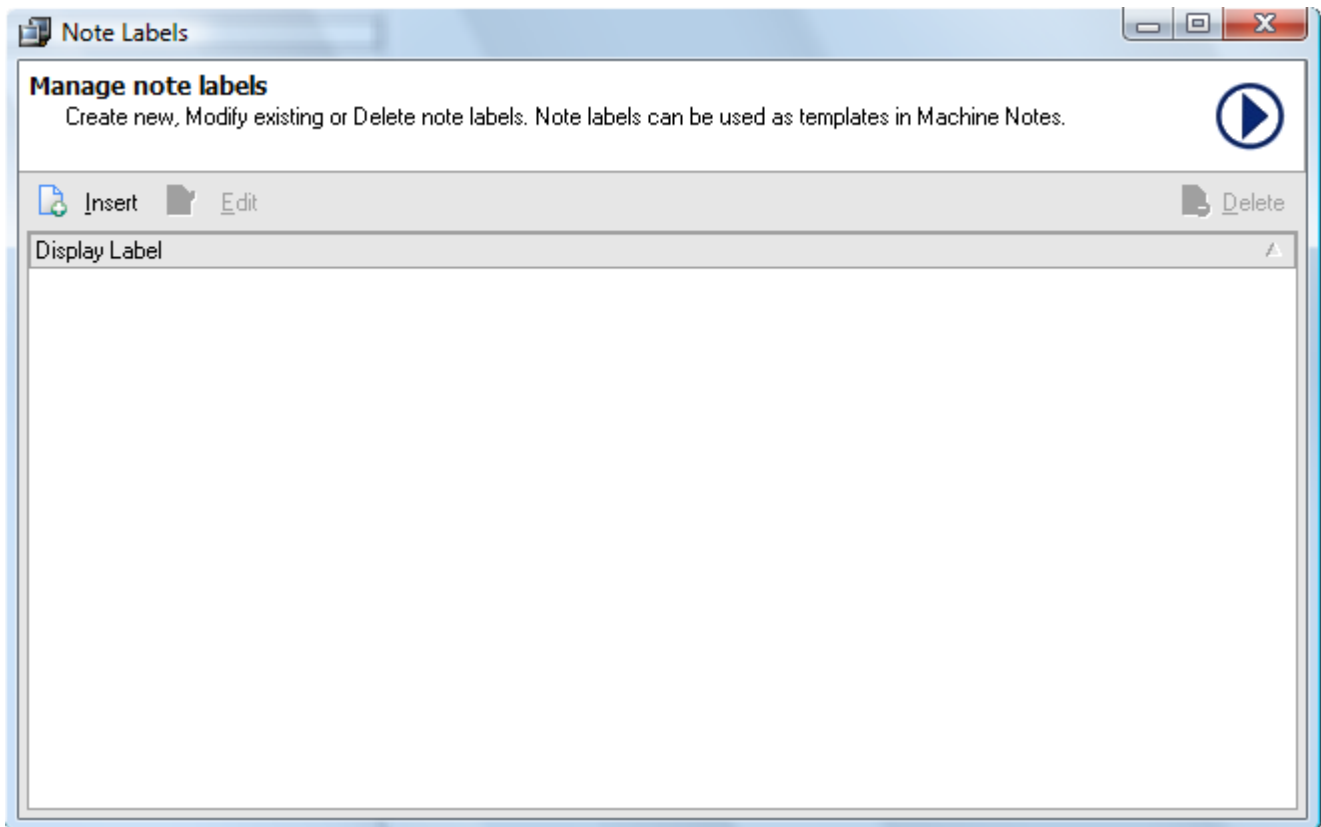 Note Labels
Manage note labels
Create new, Modify existing or Delete note labels. Note labels can be used as templates in Machine Notes.
Insert Edit Delete
Display Label